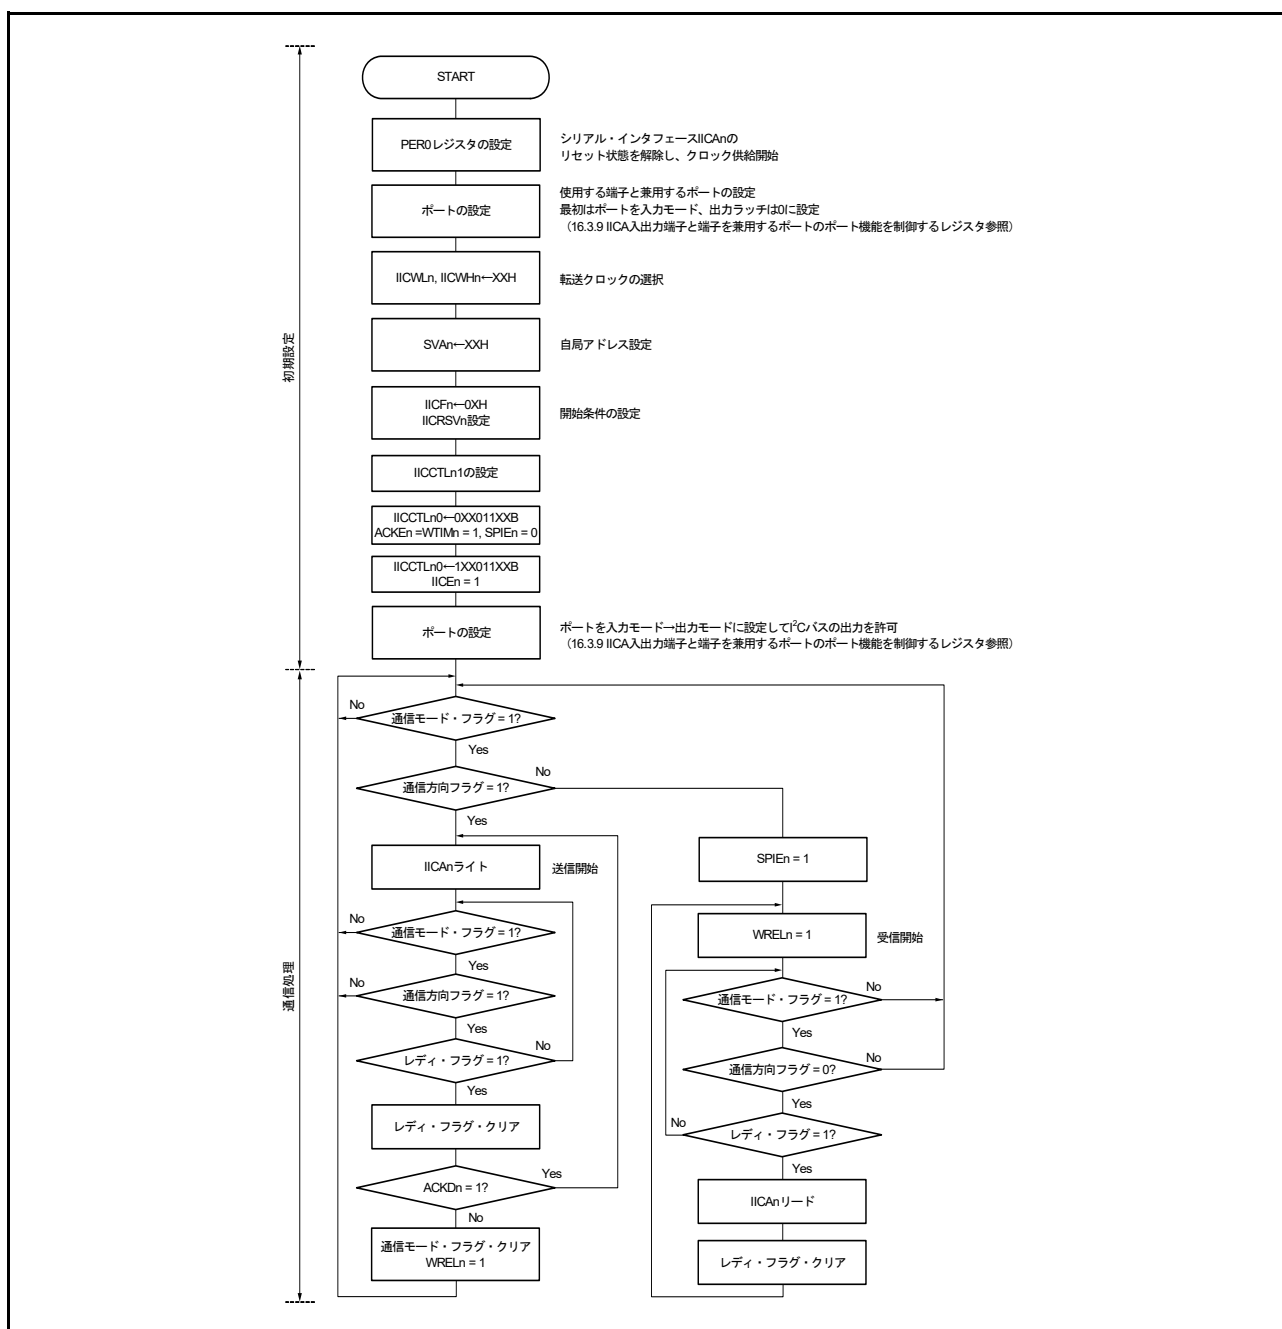 START
PER0レジスタの設定
シリアル・インタフェースIICAnの
リセット状態を解除し、クロック供給開始
ポートの設定
使用する端子と兼用するポートの設定
最初はポートを入力モード、出力ラッチは0に設定
（16.3.9 IICA入出力端子と端子を兼用するポートのポート機能を制御するレジスタ参照）
IICWLn, IICWHn←XXH
転送クロックの選択
SVAn←XXH
自局アドレス設定
初期設定
IICFn←0XH
IICRSVn設定
開始条件の設定
IICCTLn1の設定
IICCTLn0←0XX011XXB
ACKEn =WTIMn = 1, SPIEn = 0
IICCTLn0←1XX011XXB
IICEn = 1
ポートの設定
ポートを入力モード→出力モードに設定してI²Cバスの出力を許可
（16.3.9 IICA入出力端子と端子を兼用するポートのポート機能を制御するレジスタ参照）
No
通信モード・フラグ = 1?
Yes
No
通信方向フラグ = 1?
Yes
IICAnライト
送信開始
No
通信モード・フラグ = 1?
Yes
No
通信方向フラグ = 1?
Yes
No
レディ・フラグ = 1?
Yes
レディ・フラグ・クリア
Yes
ACKDn = 1?
No
通信モード・フラグ・クリア
WRELn = 1
通信処理
SPIEn = 1
WRELn = 1
受信開始
No
通信モード・フラグ = 1?
Yes
No
通信方向フラグ = 0?
Yes
No
レディ・フラグ = 1?
Yes
IICAnリード
レディ・フラグ・クリア